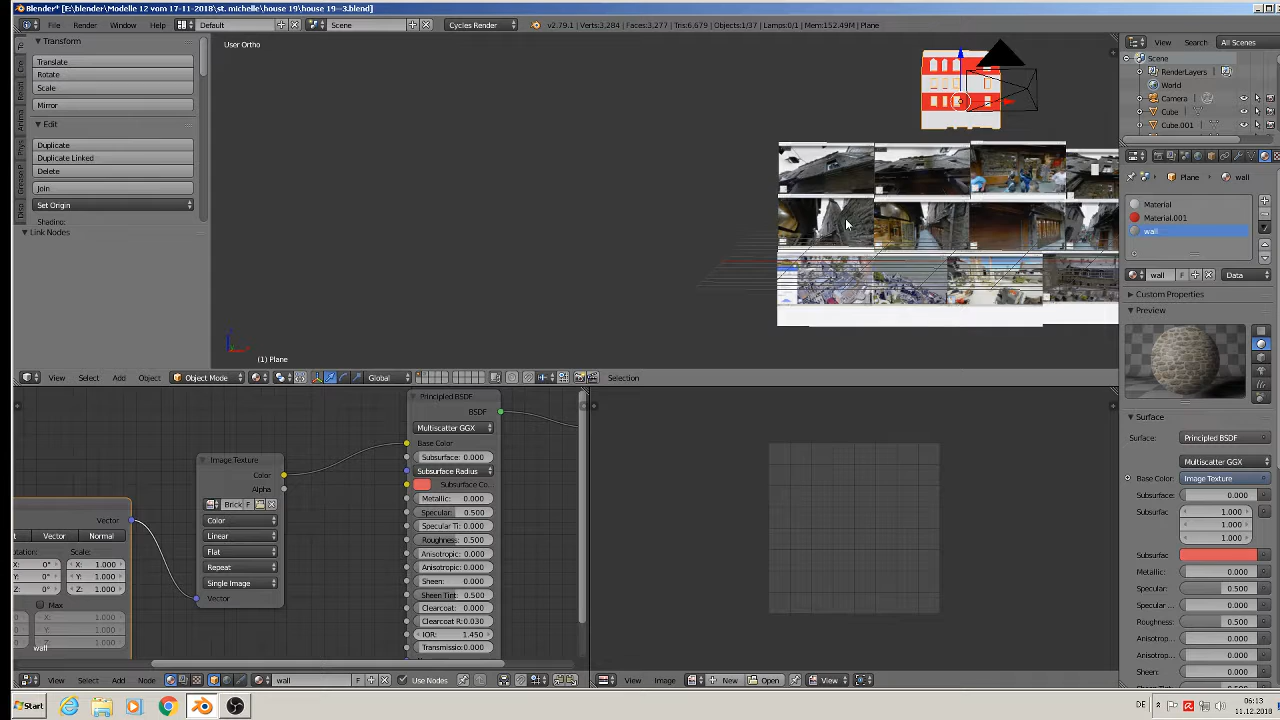 Blender* [E:\blender\Modelle 12 vom 17-11-2018\st. michelle\house 19\house 19--3.blend]
File Render Window Help Default Scene Cycles Render v2.79.1 | Verts:3,284 | Faces:3,277 | Tris:6,679 | Objects:1/37 | Lamps:0/1 | Mem:152.49M | Plane
Transform
Translate
Rotate
Scale
Mirror
Edit
Duplicate
Duplicate Linked
Delete
Join
Set Origin
Shading:
Link Nodes
User Ortho
(1) Plane
View Select Add Object Object Mode Global Selection
View Search All Scenes
Scene
RenderLayers
World
Camera
Cube
Cube.001
Plane wall
Material
Material.001
wall
wall F Data
Custom Properties
Preview
Surface
Surface: Principled BSDF
Multiscatter GGX
Base Color: Image Texture
Subsurface: 0.000
Subsurfac 1.000
1.000
1.000
Subsurfac
Metallic: 0.000
Specular: 0.500
Specular ... 0.000
Roughness: 0.500
Anisotrop... 0.000
Anisotrop... 0.000
Sheen: 0.000
Vector
Vector Normal
Scale:
X: 0° X: 1.000
Y: 0° Y: 1.000
Z: 0° Z: 1.000
Max
wall
Image Texture
Color
Alpha
Brick F
Color
Linear
Flat
Repeat
Single Image
Vector
Principled BSDF
BSDF
Multiscatter GGX
Base Color
Subsurface: 0.000
Subsurface Radius
Subsurface Co...
Metallic: 0.000
Specular: 0.500
Specular Ti: 0.000
Roughness: 0.500
Anisotropic: 0.000
Anisotropic: 0.000
Sheen: 0.000
Sheen Tint: 0.500
Clearcoat: 0.000
Clearcoat R: 0.030
IOR: 1.450
Transmissio: 0.000
View Select Add Node wall F Use Nodes
View Image New Open View
Start
DE 06:13
11.12.2018